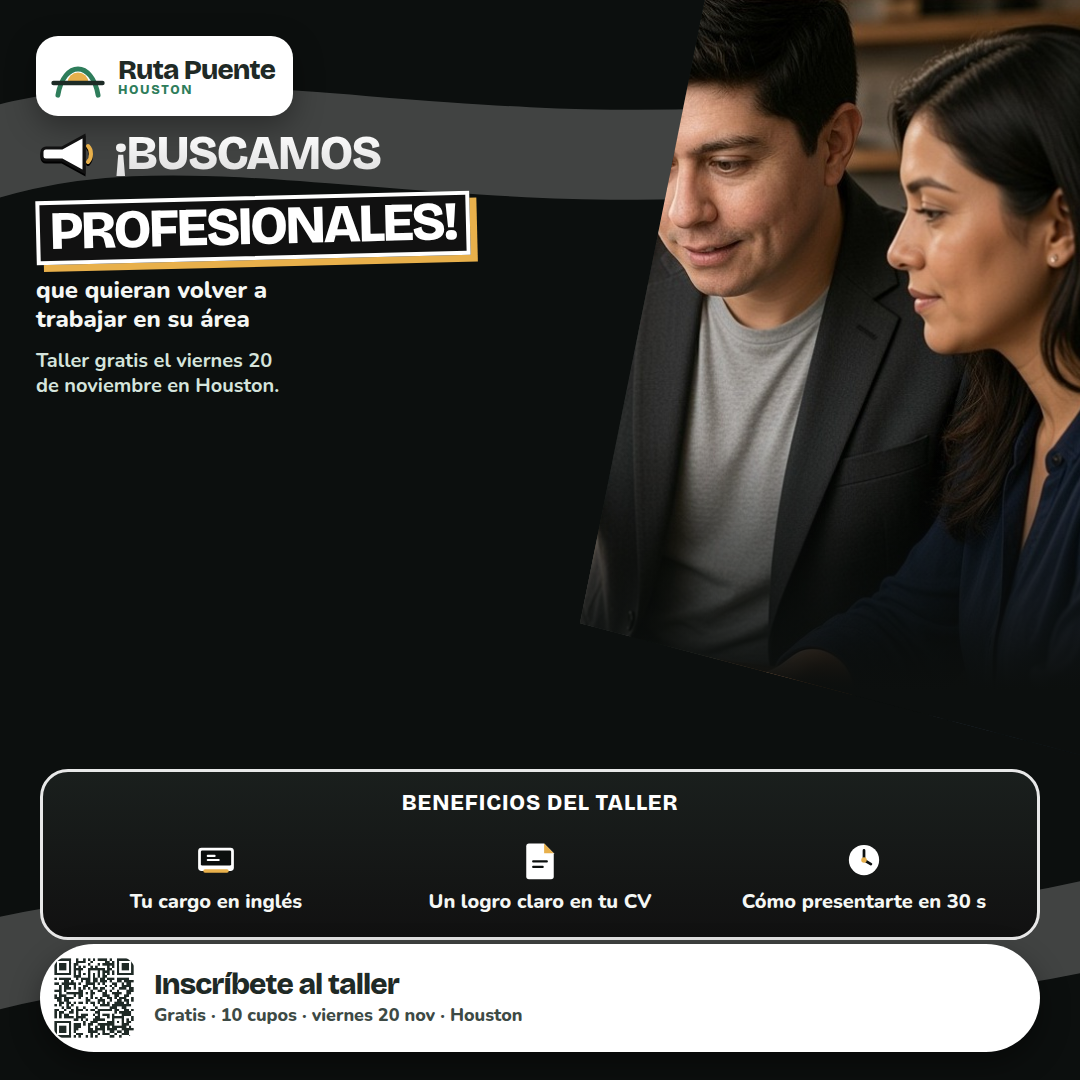 Ruta Puente
HOUSTON
¡BUSCAMOS
PROFESIONALES!
que quieran volver a
trabajar en su área
Taller gratis el viernes 20
de noviembre en Houston.
BENEFICIOS DEL TALLER
Tu cargo en inglés
Un logro claro en tu CV
Cómo presentarte en 30 s
Inscríbete al taller
Gratis · 10 cupos · viernes 20 nov · Houston